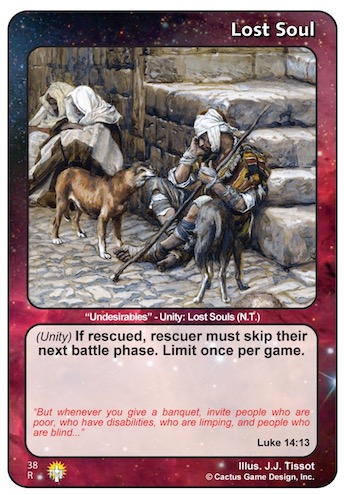 Lost Soul
“Undesirables” - Unity: Lost Souls (N.T.)
(Unity) If rescued, rescuer must skip their
next battle phase. Limit once per game.
"But whenever you give a banquet, invite people who are
poor, who have disabilities, who are limping, and people who
are blind..."
Luke 14:13
38
R
Illus. J.J. Tissot
© Cactus Game Design, Inc.